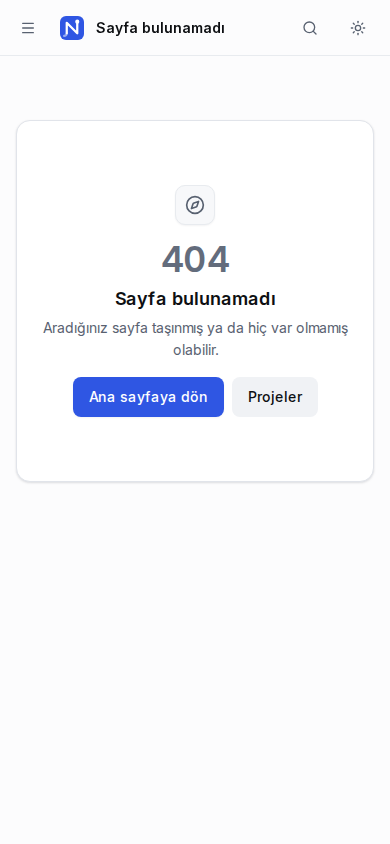 Sayfa bulunamadı
404
Sayfa bulunamadı
Aradığınız sayfa taşınmış ya da hiç var olmamış
olabilir.
Ana sayfaya dön
Projeler